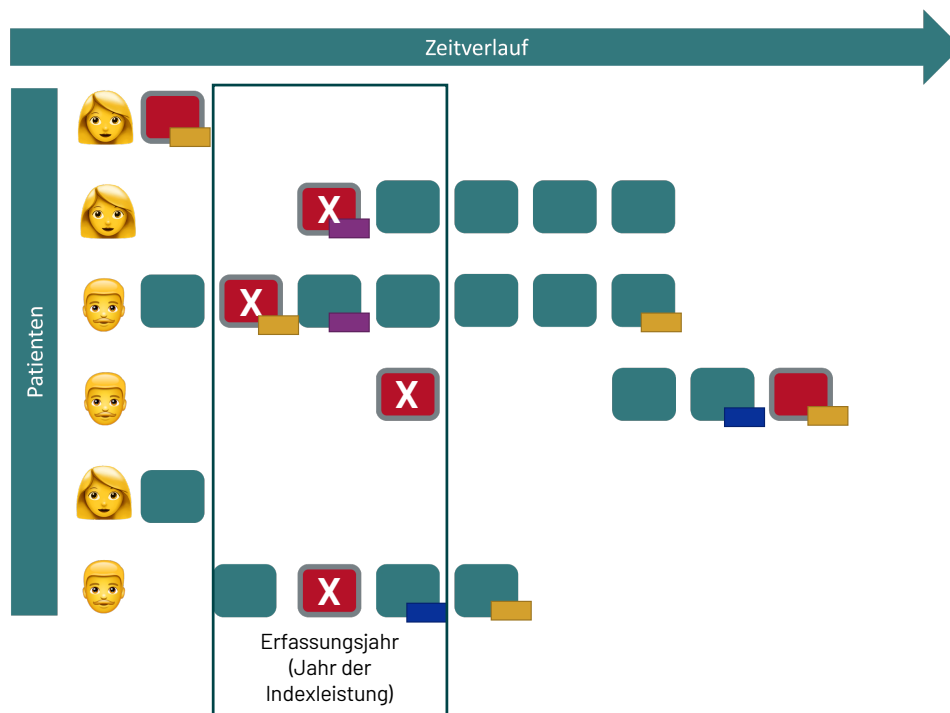 Zeitverlauf
Patienten
X
X
X
X
Erfassungsjahr
(Jahr der
Indexleistung)